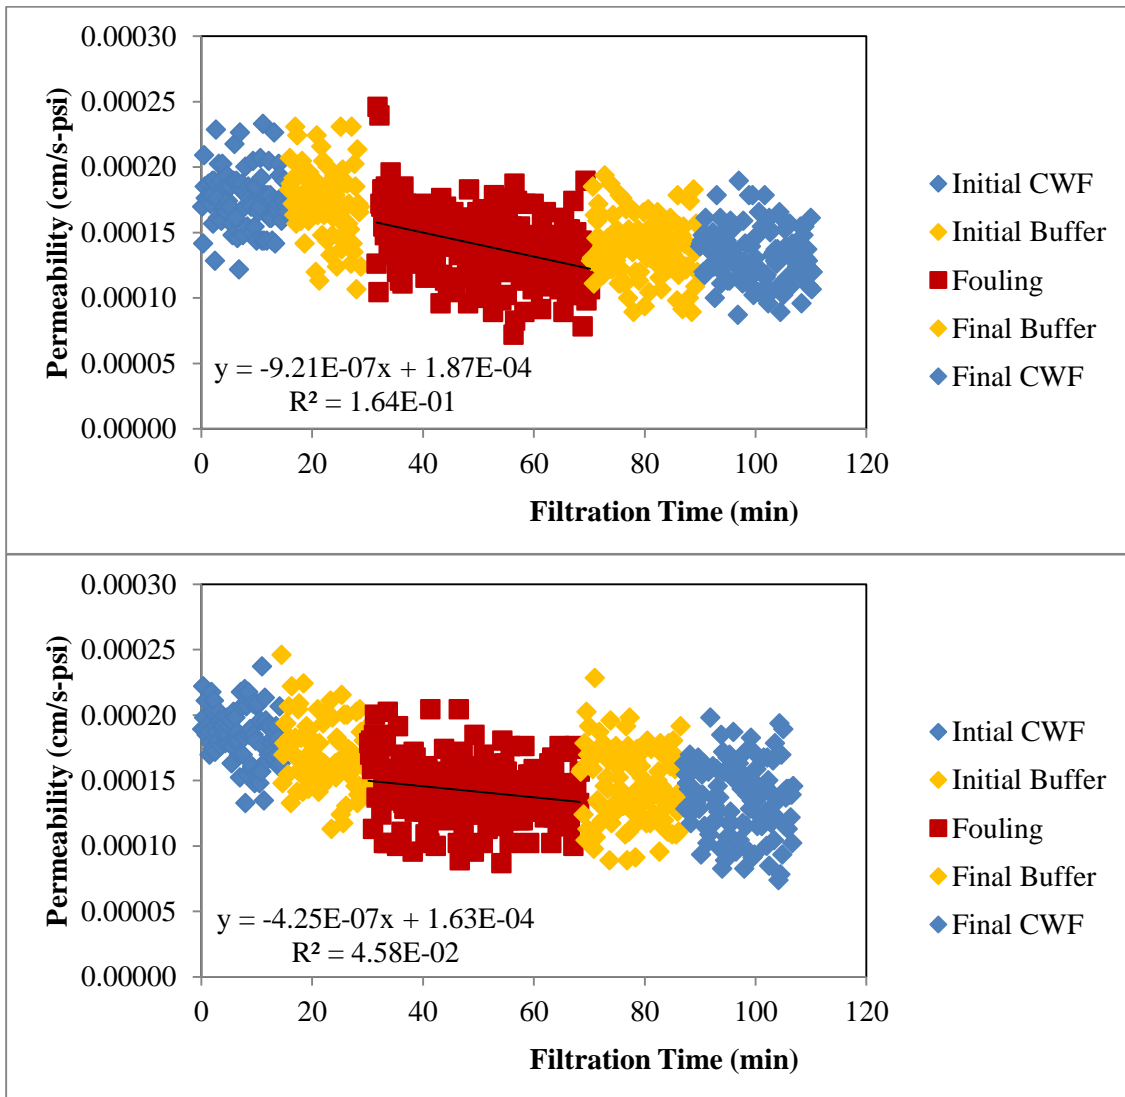 Permeability (cm/s-psi)
0.00030
0.00025
0.00020
0.00015
0.00010
0.00005
0.00000
y = -9.21E-07x + 1.87E-04
R² = 1.64E-01
0 20 40 60 80 100 120
Filtration Time (min)
Initial CWF
Initial Buffer
Fouling
Final Buffer
Final CWF
Permeability (cm/s-psi)
0.00030
0.00025
0.00020
0.00015
0.00010
0.00005
0.00000
y = -4.25E-07x + 1.63E-04
R² = 4.58E-02
0 20 40 60 80 100 120
Filtration Time (min)
Intial CWF
Initial Buffer
Fouling
Final Buffer
Final CWF